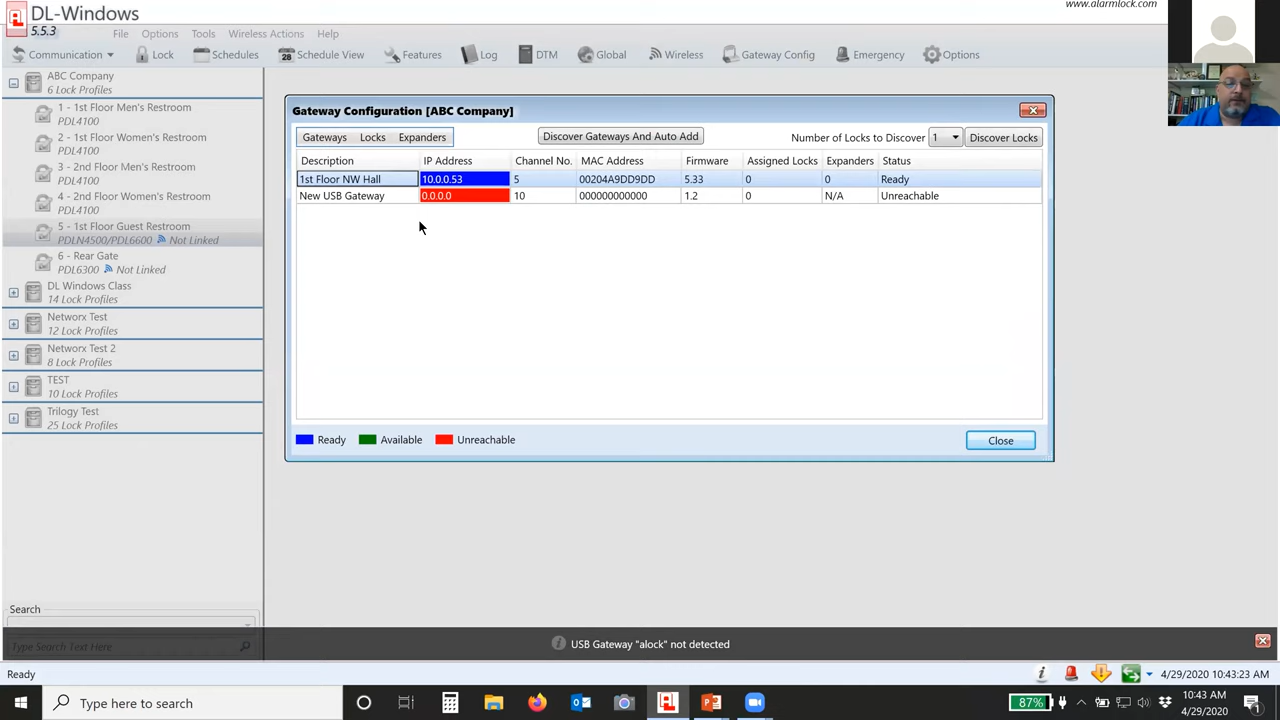 DL-Windows
www.alarmlock.com
5.5.3
File Options Tools Wireless Actions Help
Communication Lock Schedules 28 Schedule View Features Log DTM Global Wireless Gateway Config Emergency Options
ABC Company
6 Lock Profiles
1 - 1st Floor Men's Restroom
PDL4100
2 - 1st Floor Women's Restroom
PDL4100
3 - 2nd Floor Men's Restroom
PDL4100
4 - 2nd Floor Women's Restroom
PDL4100
5 - 1st Floor Guest Restroom
PDLN4500/PDL6600 Not Linked
6 - Rear Gate
PDL6300 Not Linked
DL Windows Class
14 Lock Profiles
Networx Test
12 Lock Profiles
Networx Test 2
8 Lock Profiles
TEST
10 Lock Profiles
Trilogy Test
25 Lock Profiles
Search
Type Search Text Here
Gateway Configuration [ABC Company]
Gateways Locks Expanders Discover Gateways And Auto Add Number of Locks to Discover 1 Discover Locks
Description IP Address Channel No. MAC Address Firmware Assigned Locks Expanders Status
1st Floor NW Hall 10.0.0.53 5 00204A9DD9DD 5.33 0 0 Ready
New USB Gateway 0.0.0.0 10 000000000000 1.2 0 N/A Unreachable
Ready Available Unreachable Close
USB Gateway "alock" not detected
Ready 4/29/2020 10:43:23 AM
Type here to search 87% 10:43 AM
4/29/2020